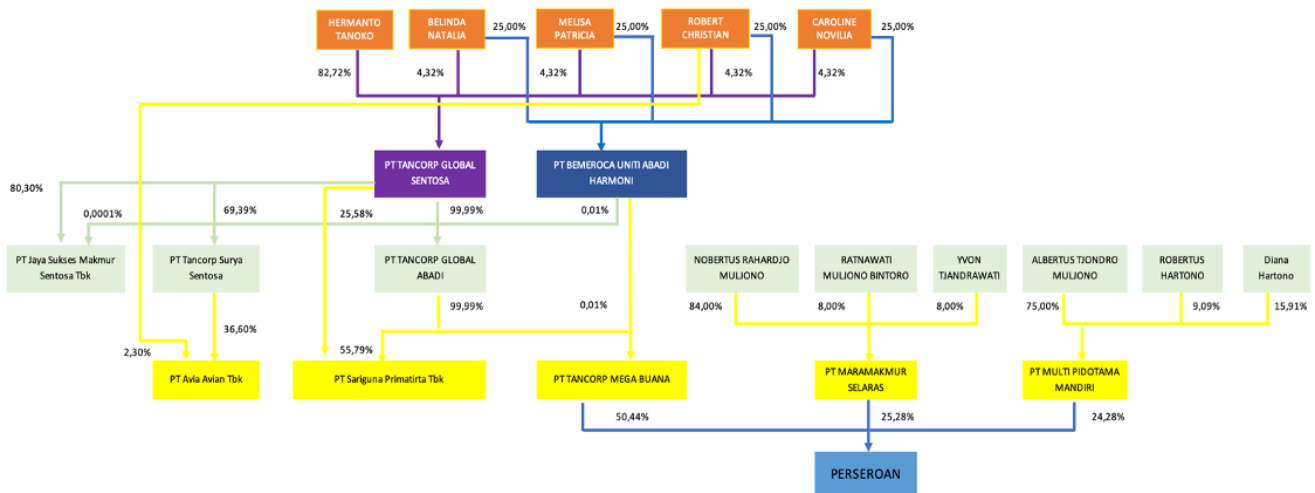 HERMANTO
TANOKO
BELINDA
NATALIA
25,00%
MELISA
PATRICIA
25,00%
ROBERT
CHRISTIAN
25,00%
CAROLINE
NOVILIA
25,00%
82,72%
4,32%
4,32%
4,32%
4,32%
PT TANCORP GLOBAL
SENTOSA
PT BEMEROCA UNITI ABADI
HARMONI
80,30%
0,0001%
69,39%
25,58%
99,99%
0,01%
PT Jaya Sukses Makmur
Sentosa Tbk
PT Tancorp Surya
Sentosa
PT TANCORP GLOBAL
ABADI
NOBERTUS RAHARDJO
MULJONO
RATNAWATI
MULJONO BINTORO
YVON
TJANDRAWATI
ALBERTUS TJONDRO
MULJONO
ROBERTUS
HARTONO
Diana
Hartono
36,60%
99,99%
0,01%
84,00%
8,00%
8,00%
75,00%
9,09%
15,91%
2,30%
55,79%
PT Avia Avian Tbk
PT Sariguna Primatirta Tbk
PT TANCORP MEGA BUANA
PT MARAMAKMUR
SELARAS
PT MULTI PIDOTAMA
MANDIRI
50,44%
25,28%
24,28%
PERSEROAN